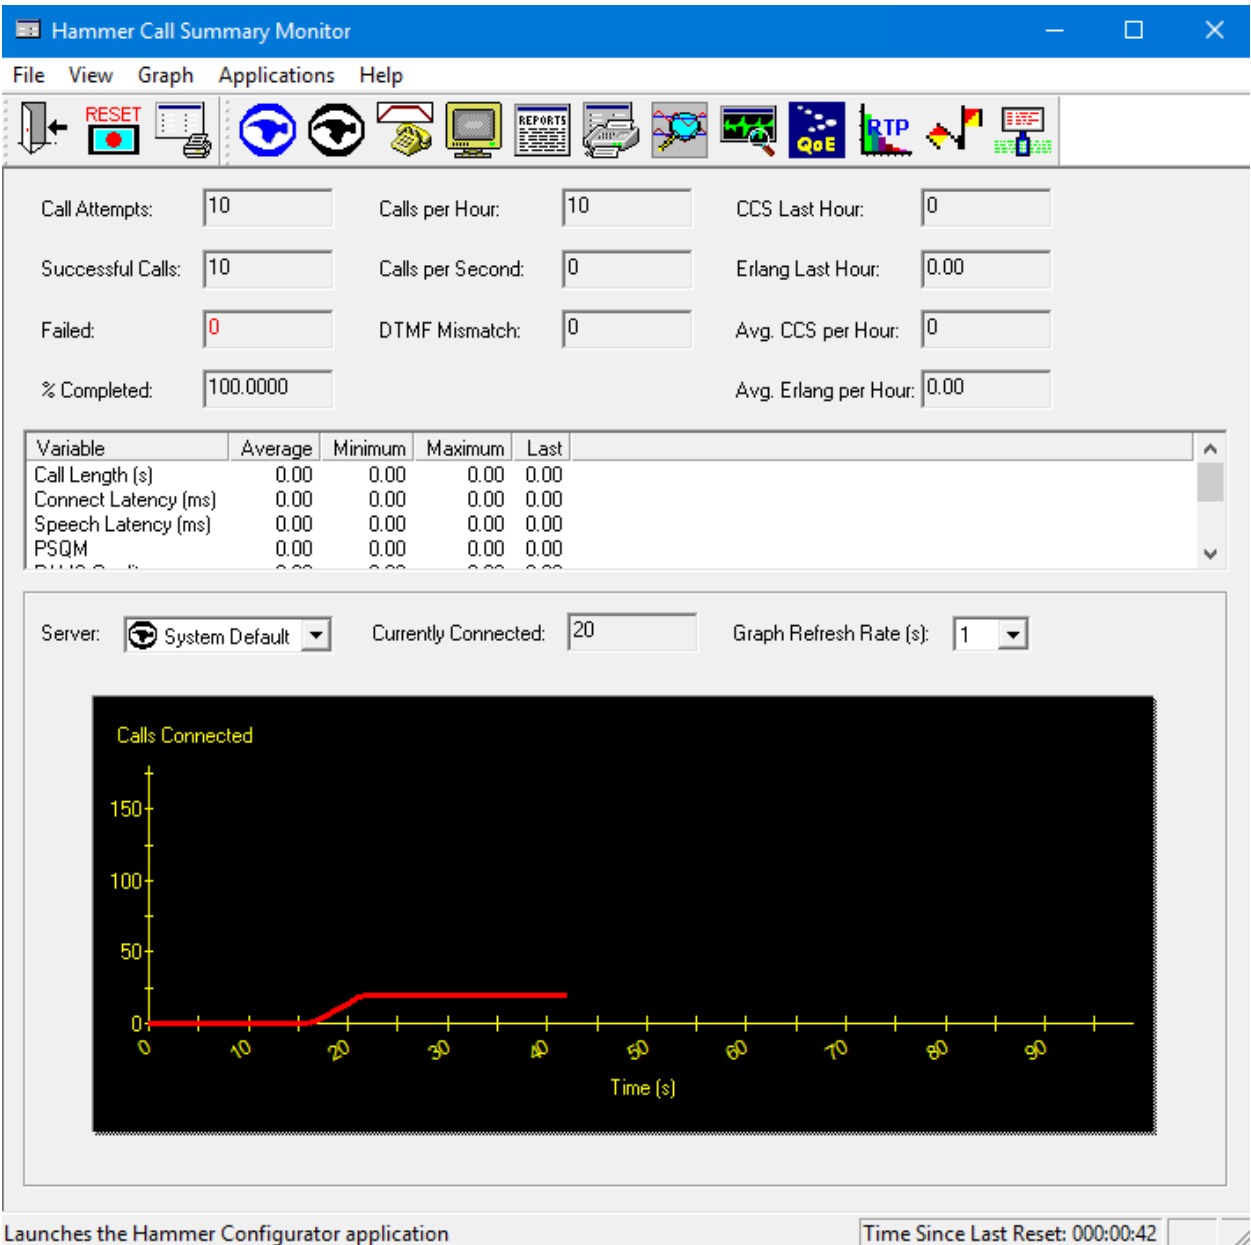 Hammer Call Summary Monitor
File View Graph Applications Help
RESET REPORTS QoE RTP
Call Attempts: 10 Calls per Hour: 10 CCS Last Hour: 0
Successful Calls: 10 Calls per Second: 0 Erlang Last Hour: 0.00
Failed: 0 DTMF Mismatch: 0 Avg. CCS per Hour: 0
% Completed: 100.0000 Avg. Erlang per Hour: 0.00
Variable Average Minimum Maximum Last
Call Length (s) 0.00 0.00 0.00 0.00
Connect Latency (ms) 0.00 0.00 0.00 0.00
Speech Latency (ms) 0.00 0.00 0.00 0.00
PSQM 0.00 0.00 0.00 0.00
Server: System Default Currently Connected: 20 Graph Refresh Rate (s): 1
Calls Connected
150
100
50
0
0 10 20 30 40 50 60 70 80 90
Time (s)
Launches the Hammer Configurator application Time Since Last Reset: 000:00:42